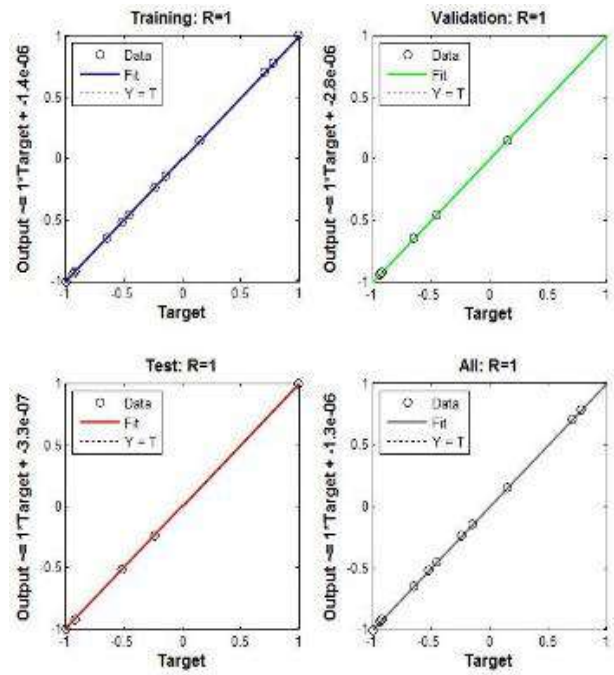 Training: R=1
Output ~= 1*Target + -1.4e-06
1
0.5
0
0.5
-1
Data
Fit
Y = T
-1
-0.5
0
0.5
1
Target
Validation: R=1
Output ~= 1*Target + -2.8e-06
1
0.5
0
0.5
-1
Data
Fit
Y = T
-1
-0.5
0
0.5
1
Target
Test: R=1
Output ~= 1*Target + -3.3e-07
1
0.5
0
-0.5
-1
Data
Fit
Y = T
-1
-0.5
0
0.5
1
Target
All: R=1
Output ~= 1*Target + -1.3e-06
1
0.5
0
-0.5
-1
Data
Fit
Y = T
-1
-0.5
0
0.5
1
Target